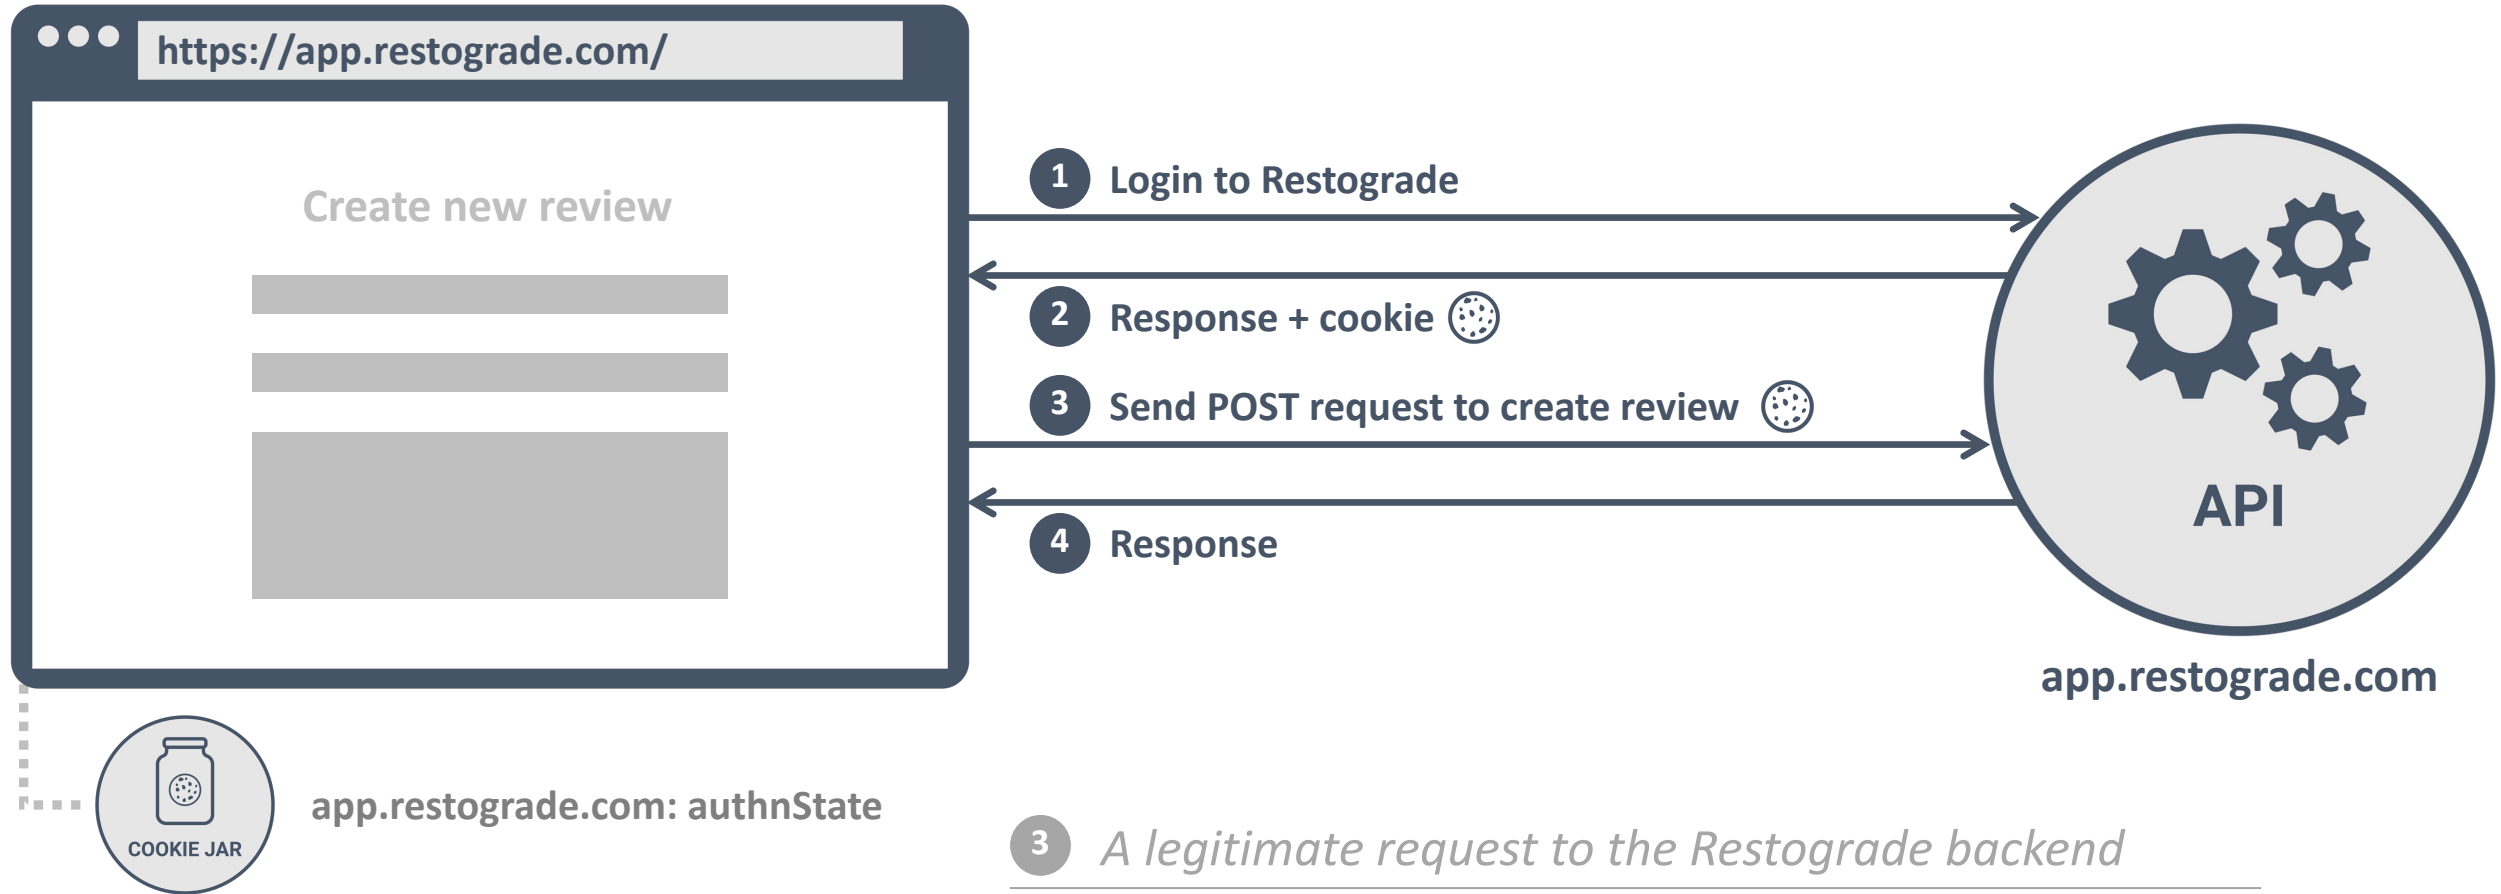 https://app.restograde.com/
Create new review
1 Login to Restograde
2 Response + cookie
3 Send POST request to create review
4 Response
API
app.restograde.com
COOKIE JAR
app.restograde.com: authnState
3 A legitimate request to the Restograde backend